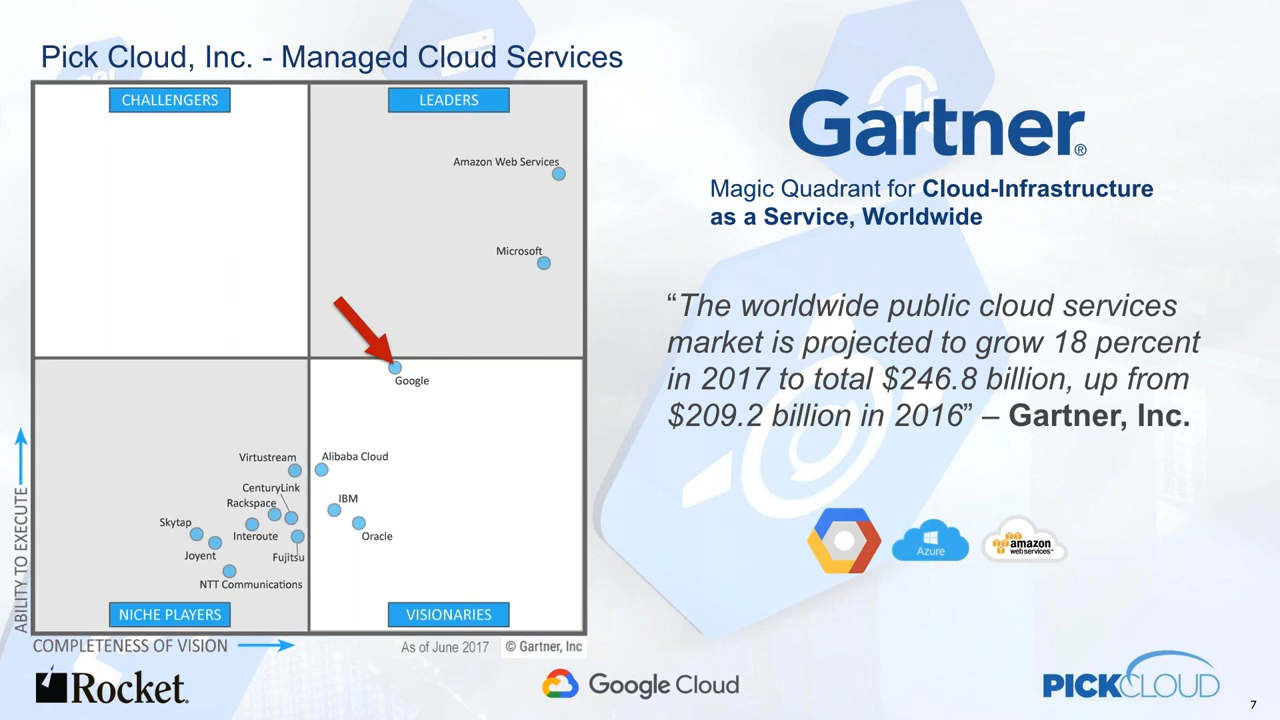 Pick Cloud, Inc. - Managed Cloud Services
CHALLENGERS
LEADERS
Amazon Web Services
Microsoft
Google
Virtustream
Alibaba Cloud
CenturyLink
IBM
Rackspace
Skytap
Interoute
Oracle
Joyent
Fujitsu
NTT Communications
NICHE PLAYERS
VISIONARIES
ABILITY TO EXECUTE
COMPLETENESS OF VISION
As of June 2017
© Gartner, Inc
Gartner®
Magic Quadrant for Cloud-Infrastructure
as a Service, Worldwide
“The worldwide public cloud services
market is projected to grow 18 percent
in 2017 to total $246.8 billion, up from
$209.2 billion in 2016” – Gartner, Inc.
Azure
amazon
web services™
Rocket®
Google Cloud
PICKCLOUD
7